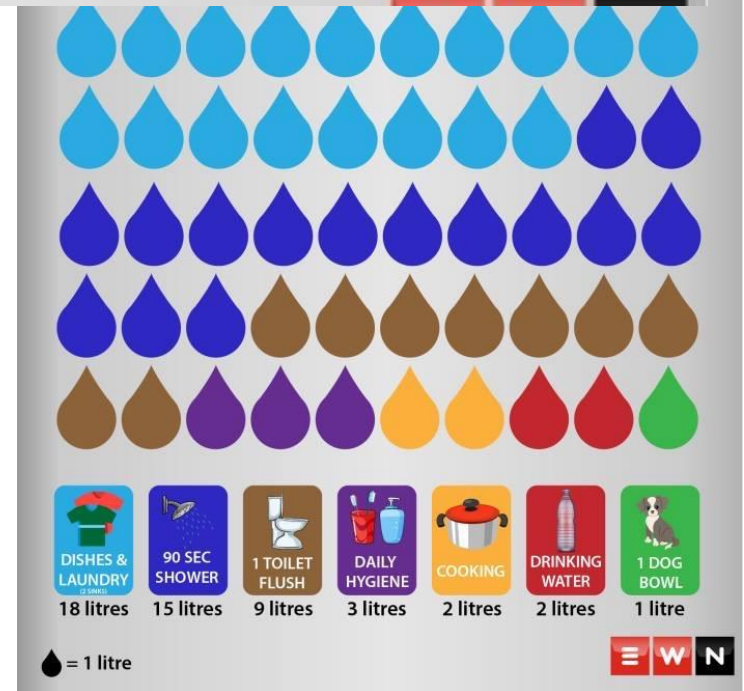 DISHES &
LAUNDRY
(2 SINKS)
18 litres
90 SEC
SHOWER
15 litres
1 TOILET
FLUSH
9 litres
DAILY
HYGIENE
3 litres
COOKING
2 litres
DRINKING
WATER
2 litres
1 DOG
BOWL
1 litre
= 1 litre
EWN